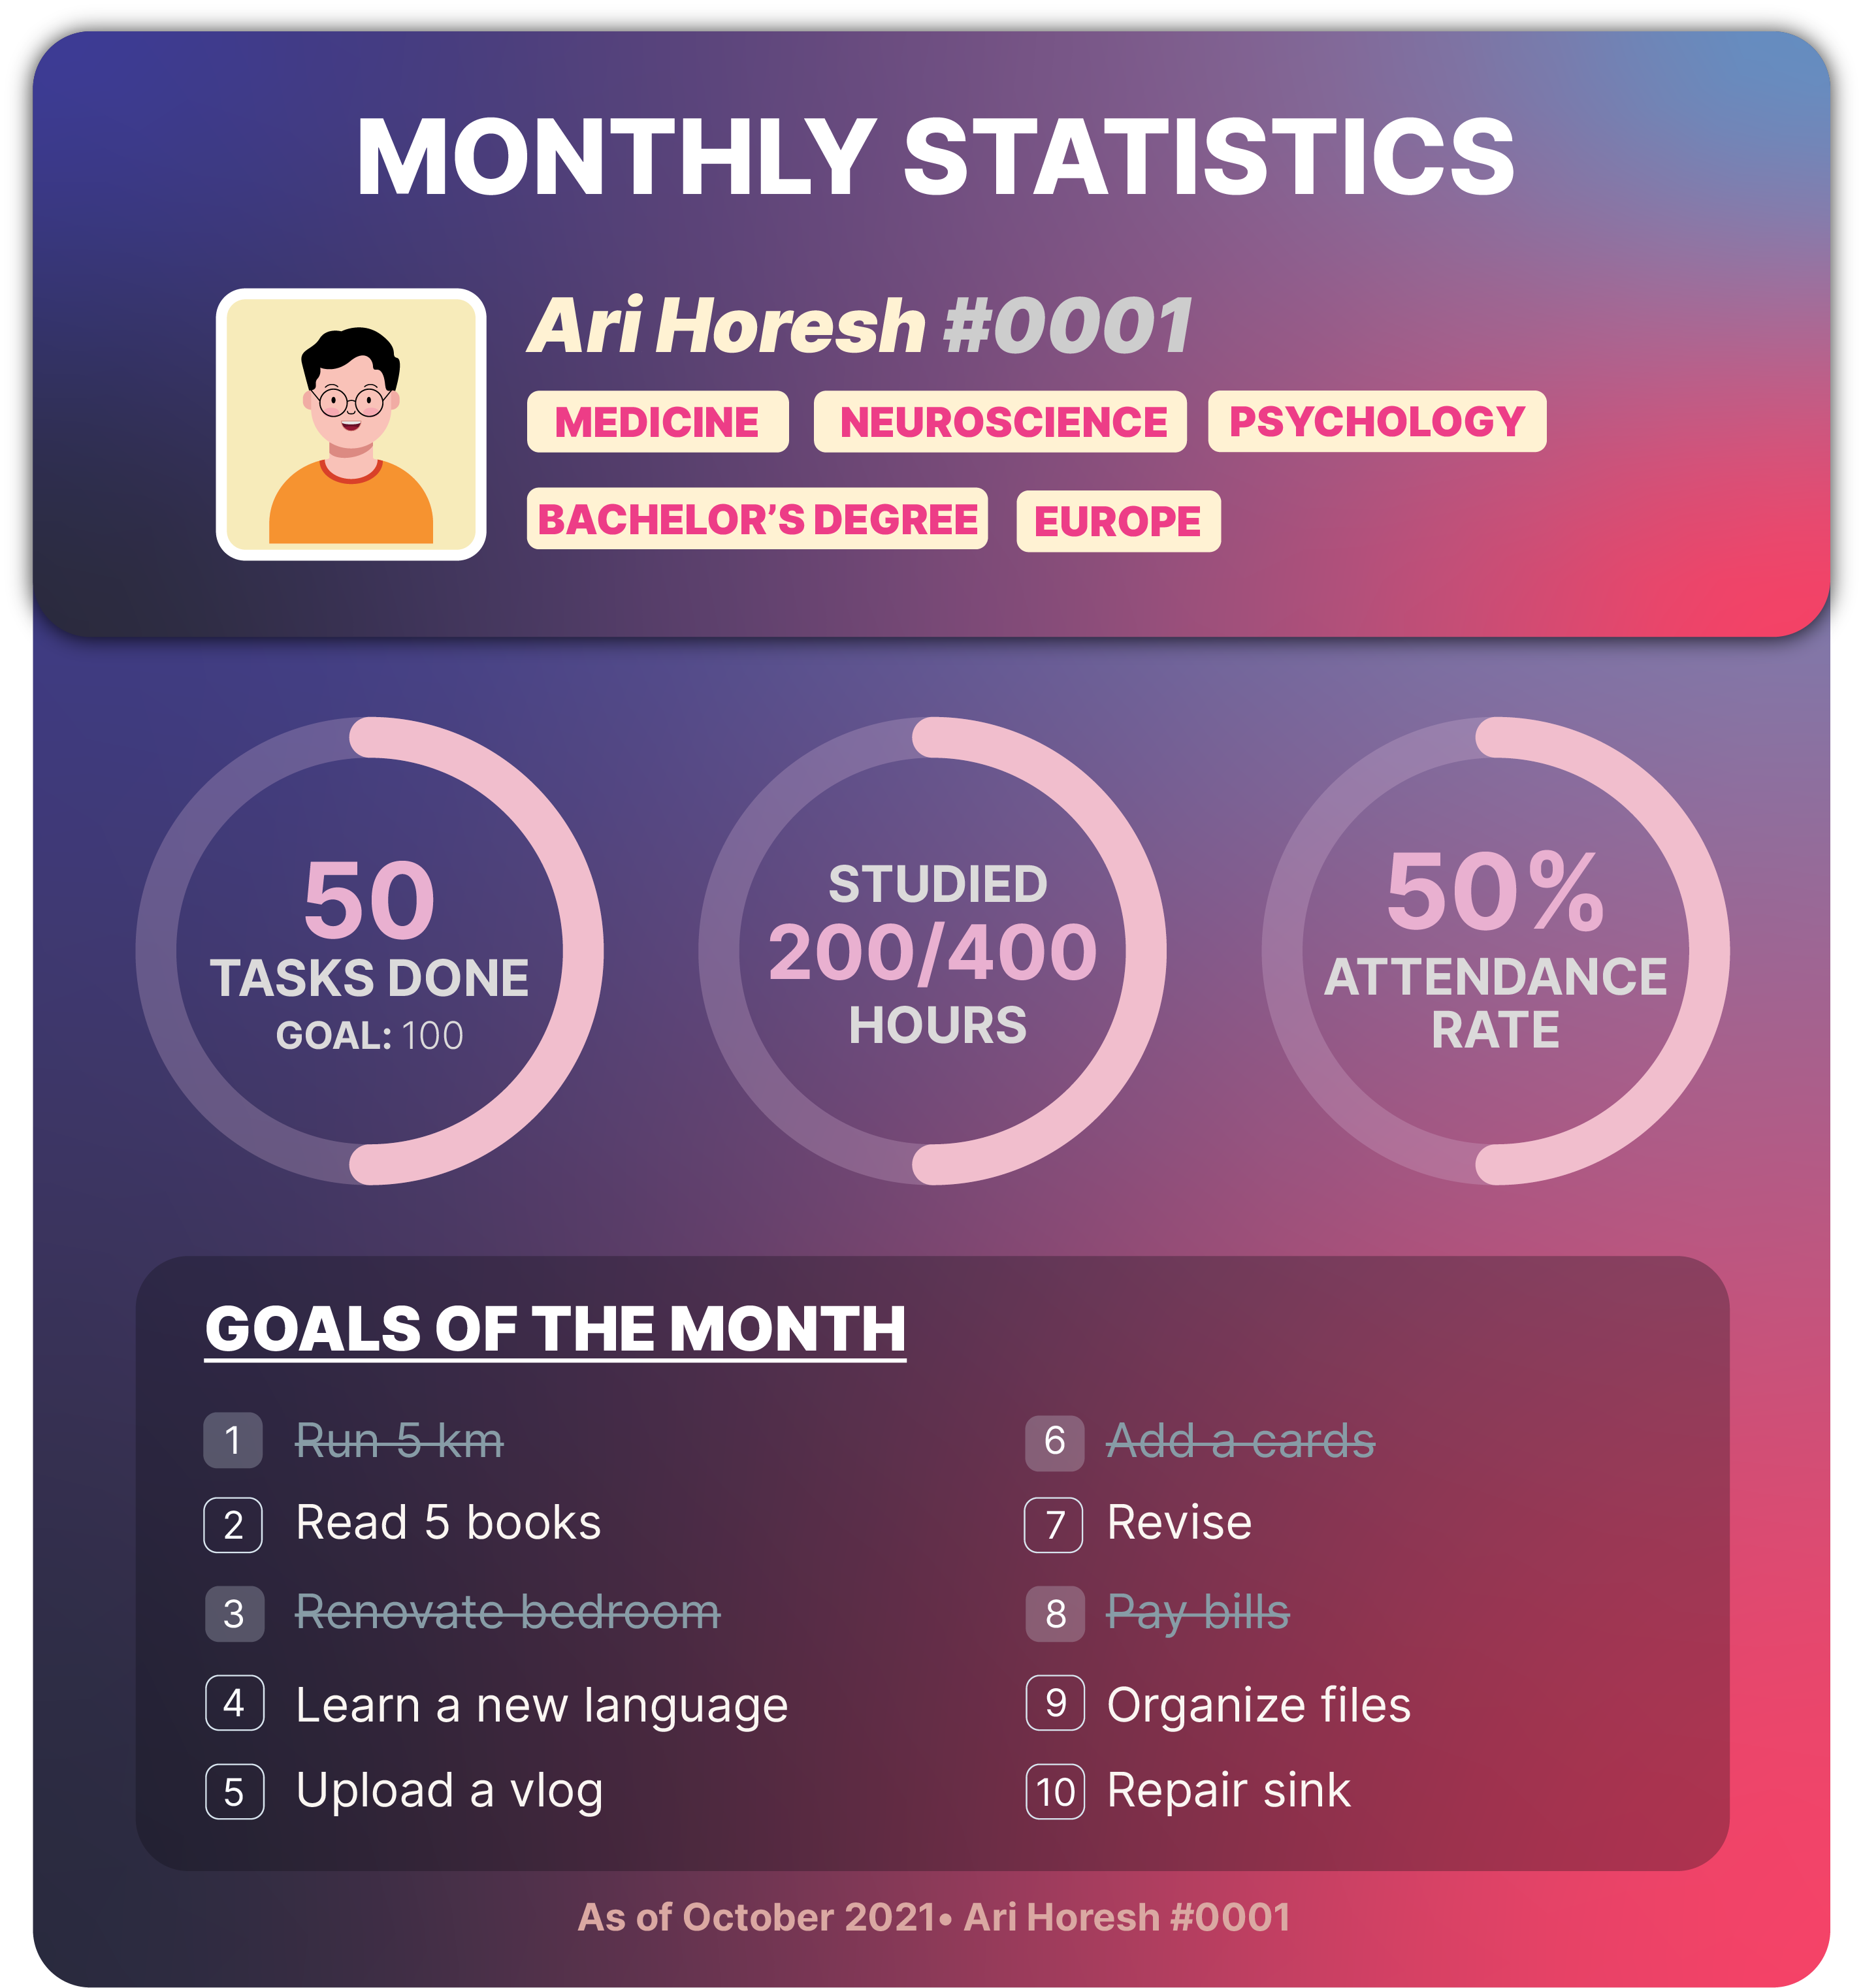 MONTHLY STATISTICS
Ari Horesh #0001
MEDICINE NEUROSCIENCE PSYCHOLOGY
BACHELOR’S DEGREE EUROPE
50
TASKS DONE
GOAL: 100
STUDIED
200/400
HOURS
50%
ATTENDANCE
RATE
GOALS OF THE MONTH
1 Run 5 km
2 Read 5 books
3 Renovate bedroom
4 Learn a new language
5 Upload a vlog
6 Add a cards
7 Revise
8 Pay bills
9 Organize files
10 Repair sink
As of October 2021• Ari Horesh #0001